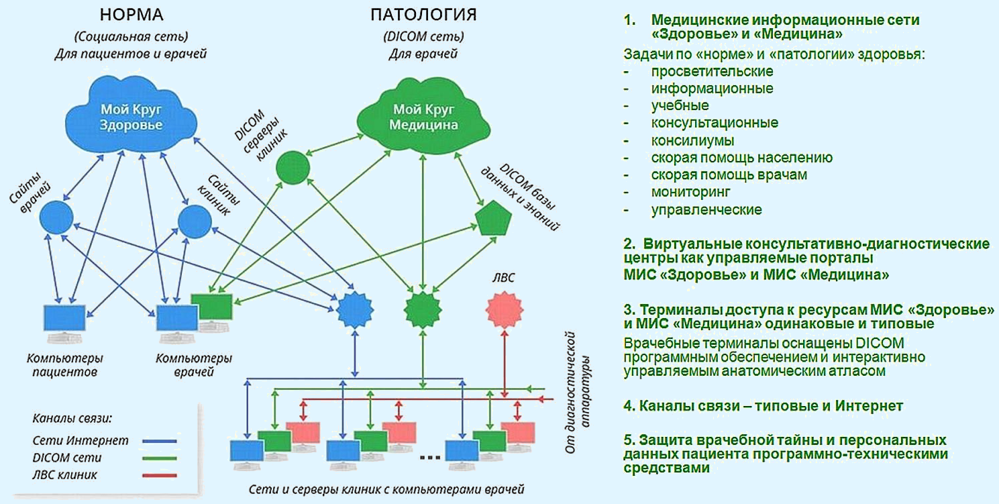 НОРМА
(Социальная сеть)
Для пациентов и врачей
ПАТОЛОГИЯ
(DICOM сеть)
Для врачей
Мой Круг
Здоровье
Мой Круг
Медицина
DICOM
серверы
клиник
Сайты
врачей
Сайты
клиник
DICOM базы
данных и знаний
ЛВС
Компьютеры
пациентов
Компьютеры
врачей
От диагностической
аппаратуры
Каналы связи:
Сети Интернет
DICOM сети
ЛВС клиник
...
Сети и серверы клиник с компьютерами врачей
1. Медицинские информационные сети
«Здоровье» и «Медицина»
Задачи по «норме» и «патологии» здоровья:
- просветительские
- информационные
- учебные
- консультационные
- консилиумы
- скорая помощь населению
- скорая помощь врачам
- мониторинг
- управленческие
2. Виртуальные консультативно-диагностические
центры как управляемые порталы
МИС «Здоровье» и МИС «Медицина»
3. Терминалы доступа к ресурсам МИС «Здоровье»
и МИС «Медицина» одинаковые и типовые
Врачебные терминалы оснащены DICOM
программным обеспечением и интерактивно
управляемым анатомическим атласом
4. Каналы связи – типовые и Интернет
5. Защита врачебной тайны и персональных
данных пациента программно-техническими
средствами